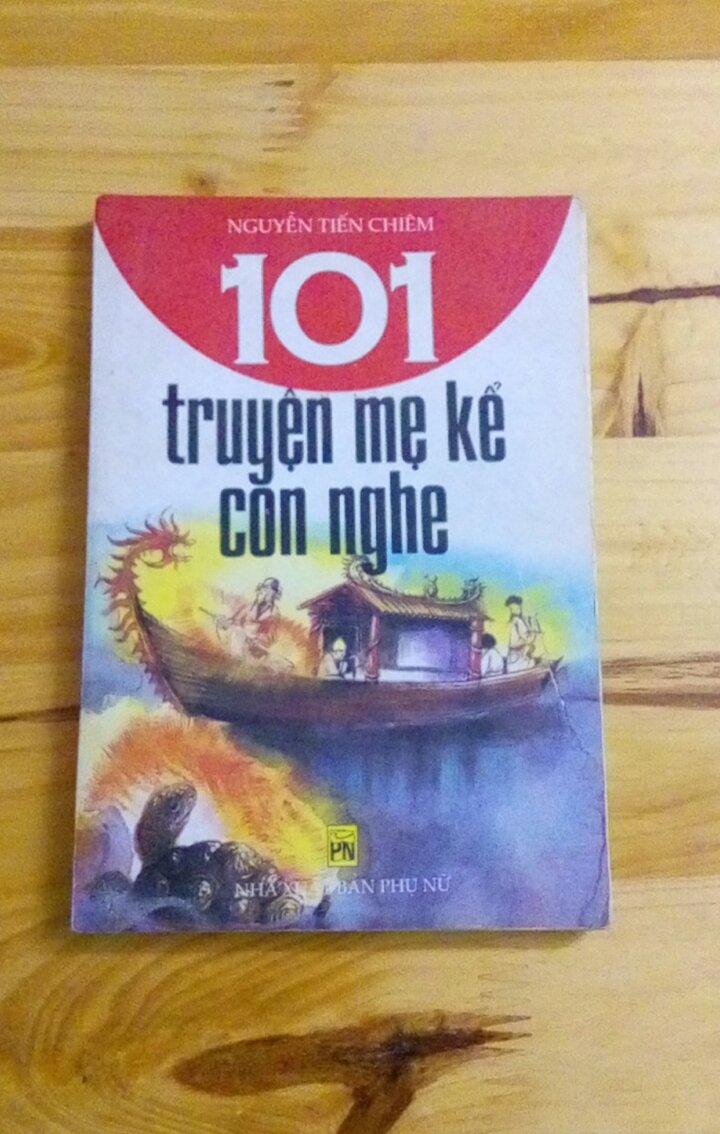 NGUYỄN TIẾN CHIÊM
101
truyện mẹ kể
con nghe
PN
NHÀ XUẤT BẢN PHỤ NỮ